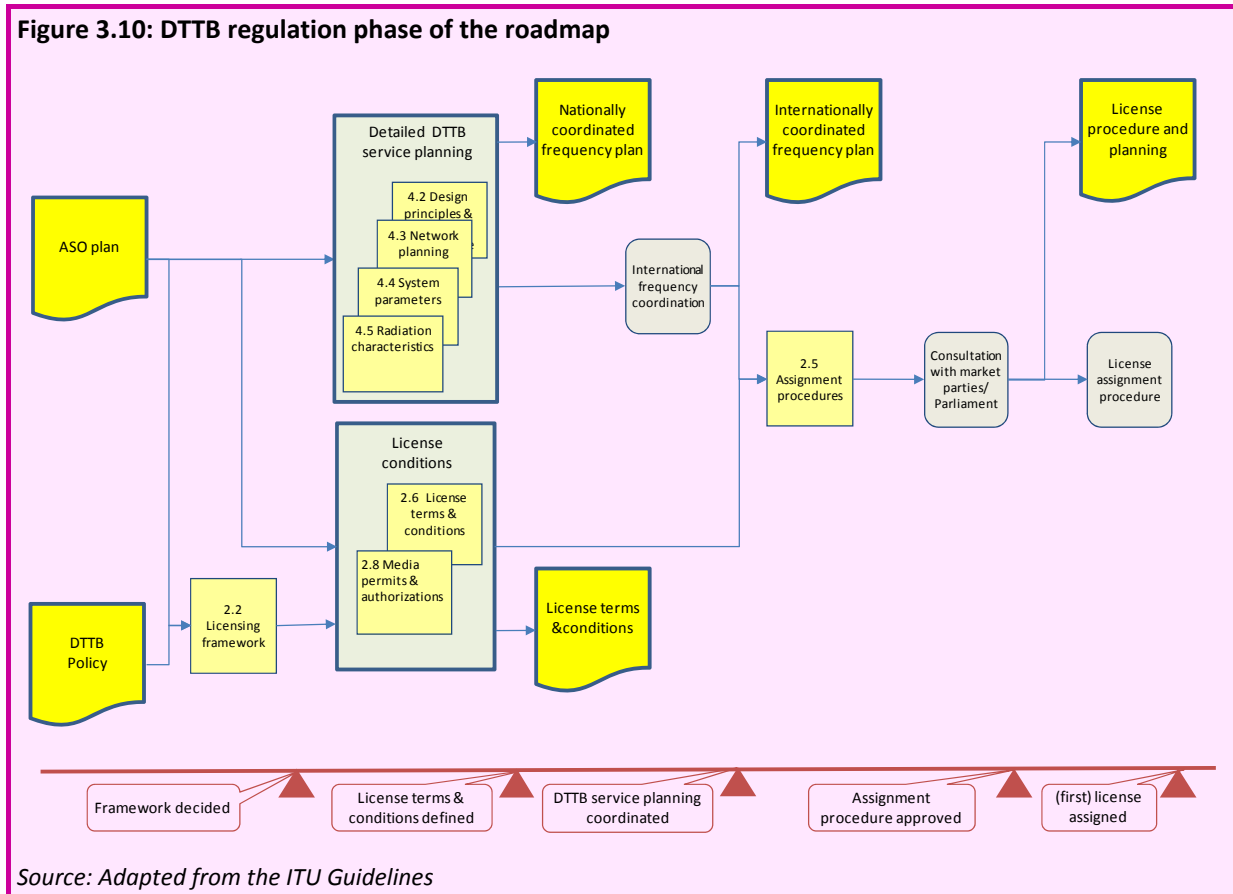 Figure 3.10: DTTB regulation phase of the roadmap
Detailed DTTB
service planning
4.2 Design
principles &
e
4.3 Network
planning
4.4 System
parameters
4.5 Radiation
characteristics
Nationally
coordinated
frequency plan
Internationally
coordinated
frequency plan
License
procedure and
planning
ASO plan
International
frequency
coordination
2.5
Assignment
procedures
Consultation
with market
parties/
Parliament
License
assignment
procedure
License
conditions
2.6 License
terms &
conditions
2.8 Media
permits &
authorizations
DTTB
Policy
2.2
Licensing
framework
License terms
&conditions
Framework decided
License terms &
conditions defined
DTTB service planning
coordinated
Assignment
procedure approved
(first) license
assigned
Source: Adapted from the ITU Guidelines